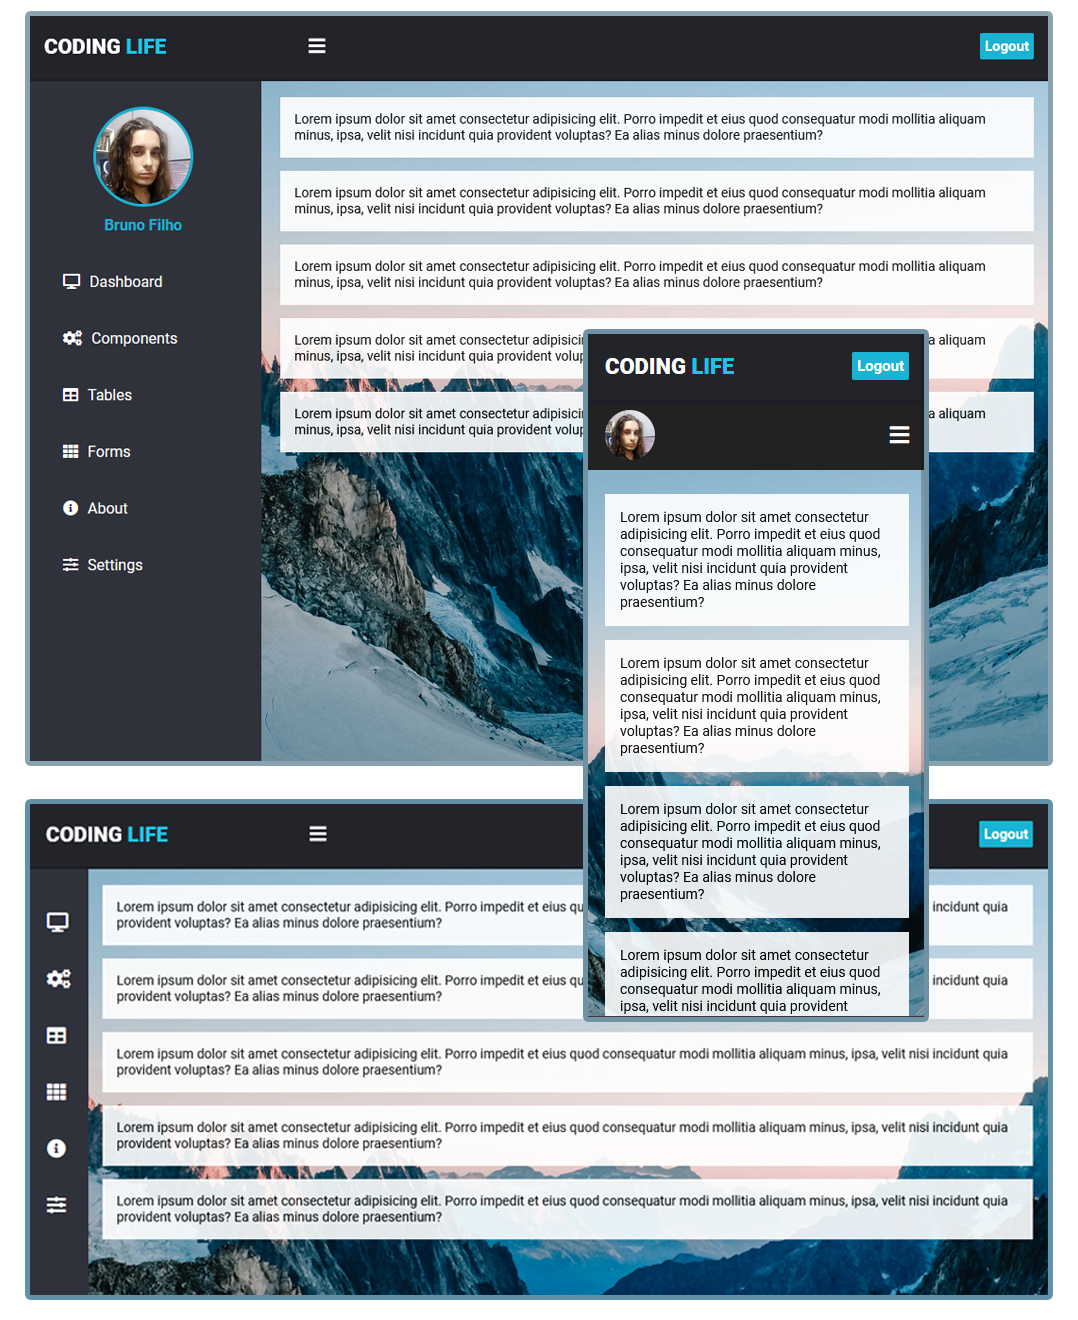 CODING LIFE
Logout
Bruno Filho
Dashboard
Components
Tables
Forms
About
Settings
Lorem ipsum dolor sit amet consectetur adipisicing elit. Porro impedit et eius quod consequatur modi mollitia aliquam
minus, ipsa, velit nisi incidunt quia provident voluptas? Ea alias minus dolore praesentium?
Lorem ipsum dolor sit amet consectetur adipisicing elit. Porro impedit et eius quod consequatur modi mollitia aliquam
minus, ipsa, velit nisi incidunt quia provident voluptas? Ea alias minus dolore praesentium?
Lorem ipsum dolor sit amet consectetur adipisicing elit. Porro impedit et eius quod consequatur modi mollitia aliquam
minus, ipsa, velit nisi incidunt quia provident voluptas? Ea alias minus dolore praesentium?
Lorem ipsum dolor sit amet consectetur adipisici a aliquam
minus, ipsa, velit nisi incidunt quia provident volup
Lorem ipsum dolor sit amet consectetur adipisici a aliquam
minus, ipsa, velit nisi incidunt quia provident volup
CODING LIFE
Logout
Lorem ipsum dolor sit amet consectetur
adipisicing elit. Porro impedit et eius quod
consequatur modi mollitia aliquam minus,
ipsa, velit nisi incidunt quia provident
voluptas? Ea alias minus dolore
praesentium?
Lorem ipsum dolor sit amet consectetur
adipisicing elit. Porro impedit et eius quod
consequatur modi mollitia aliquam minus,
ipsa, velit nisi incidunt quia provident
voluptas? Ea alias minus dolore
praesentium?
Lorem ipsum dolor sit amet consectetur
adipisicing elit. Porro impedit et eius quod
consequatur modi mollitia aliquam minus,
ipsa, velit nisi incidunt quia provident
voluptas? Ea alias minus dolore
praesentium?
Lorem ipsum dolor sit amet consectetur
adipisicing elit. Porro impedit et eius quod
consequatur modi mollitia aliquam minus,
ipsa, velit nisi incidunt quia provident
CODING LIFE
Logout
Lorem ipsum dolor sit amet consectetur adipisicing elit. Porro impedit et eius qu incidunt quia
provident voluptas? Ea alias minus dolore praesentium?
Lorem ipsum dolor sit amet consectetur adipisicing elit. Porro impedit et eius qu incidunt quia
provident voluptas? Ea alias minus dolore praesentium?
Lorem ipsum dolor sit amet consectetur adipisicing elit. Porro impedit et eius quod consequatur modi mollitia aliquam minus, ipsa, velit nisi incidunt quia
provident voluptas? Ea alias minus dolore praesentium?
Lorem ipsum dolor sit amet consectetur adipisicing elit. Porro impedit et eius quod consequatur modi mollitia aliquam minus, ipsa, velit nisi incidunt quia
provident voluptas? Ea alias minus dolore praesentium?
Lorem ipsum dolor sit amet consectetur adipisicing elit. Porro impedit et eius quod consequatur modi mollitia aliquam minus, ipsa, velit nisi incidunt quia
provident voluptas? Ea alias minus dolore praesentium?